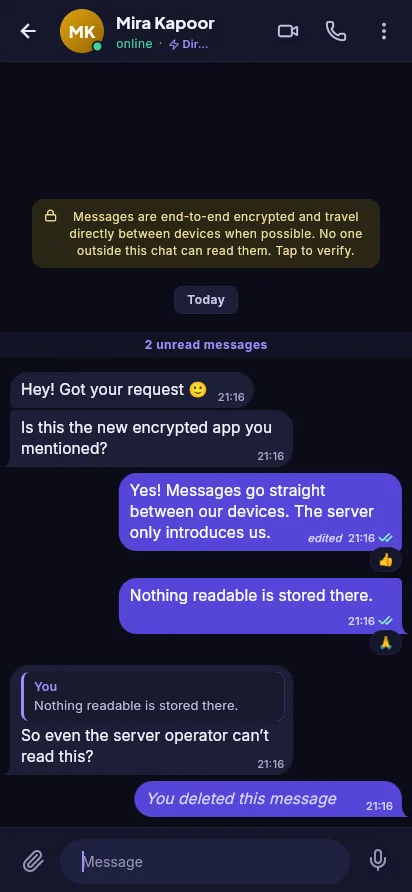 MK
Mira Kapoor
online · Dir...
Messages are end-to-end encrypted and travel
directly between devices when possible. No one
outside this chat can read them. Tap to verify.
Today
2 unread messages
Hey! Got your request 🙂 21:16
Is this the new encrypted app you
mentioned?
21:16
Yes! Messages go straight
between our devices. The server
only introduces us. edited 21:16
👍
Nothing readable is stored there.
21:16
🙏
You
Nothing readable is stored there.
So even the server operator can’t
read this?
21:16
You deleted this message 21:16
Message